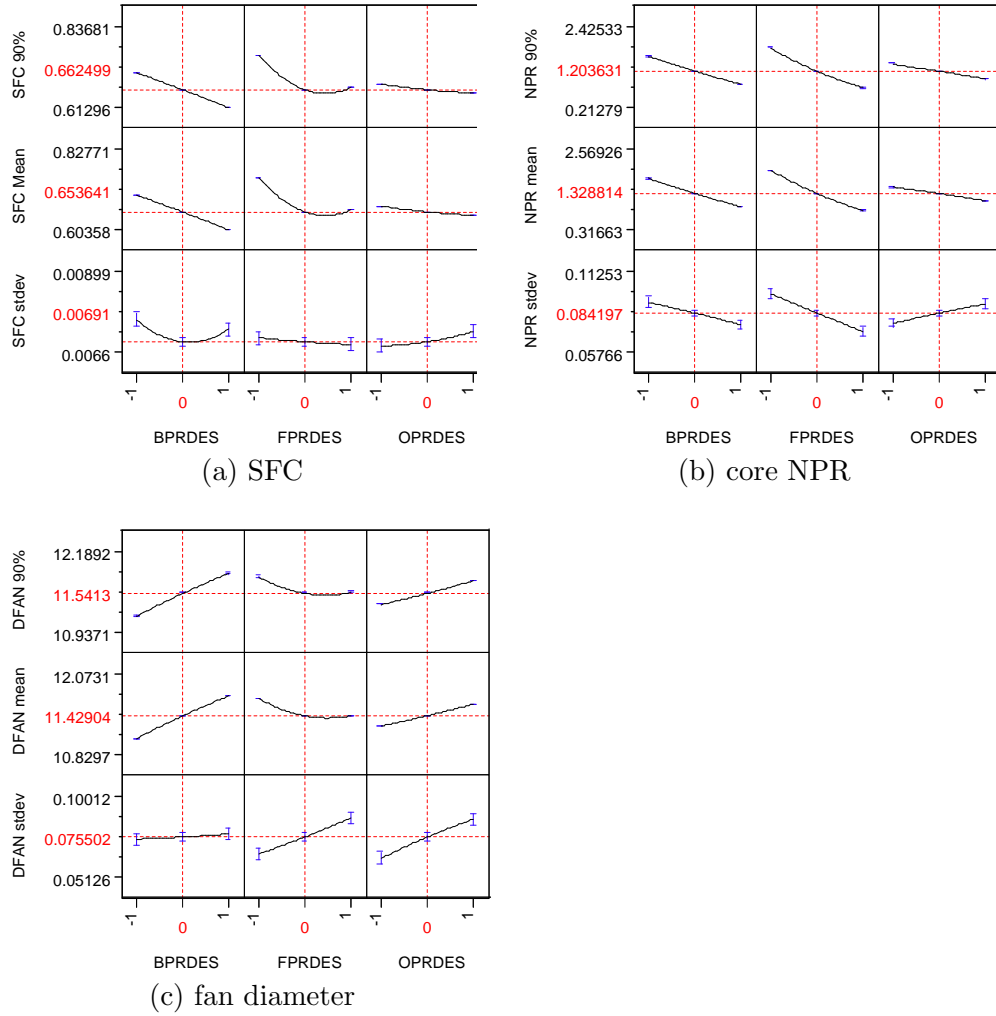 SFC 90%
0.83681
0.662499
0.61296
SFC Mean
0.82771
0.653641
0.60358
SFC stdev
0.00899
0.00691
0.0066
-1
0
1
-1
0
1
-1
0
1
BPRDES
FPRDES
OPRDES
(a) SFC
NPR 90%
2.42533
1.203631
0.21279
NPR mean
2.56926
1.328814
0.31663
NPR stdev
0.11253
0.084197
0.05766
-1
0
1
-1
0
1
-1
0
1
BPRDES
FPRDES
OPRDES
(b) core NPR
DFAN 90%
12.1892
11.5413
10.9371
DFAN mean
12.0731
11.42904
10.8297
DFAN stdev
0.10012
0.075502
0.05126
-1
0
1
-1
0
1
-1
0
1
BPRDES
FPRDES
OPRDES
(c) fan diameter